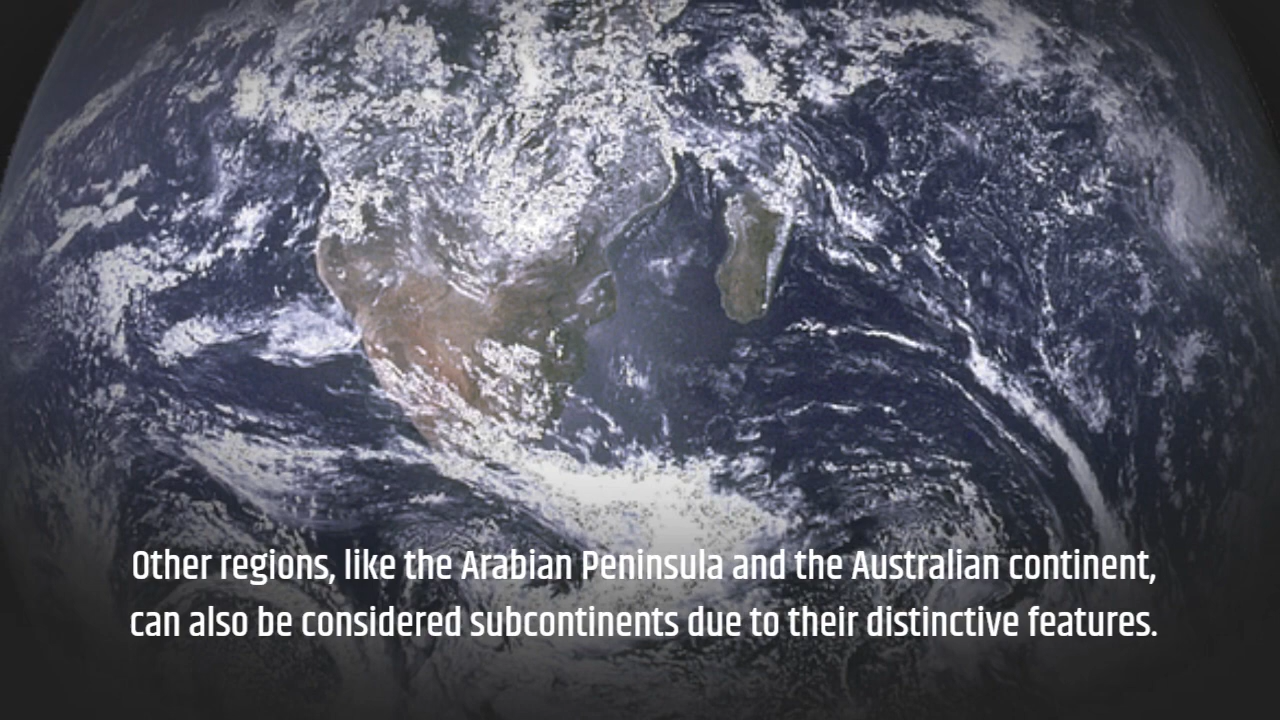 Other regions, like the Arabian Peninsula and the Australian continent,
can also be considered subcontinents due to their distinctive features.